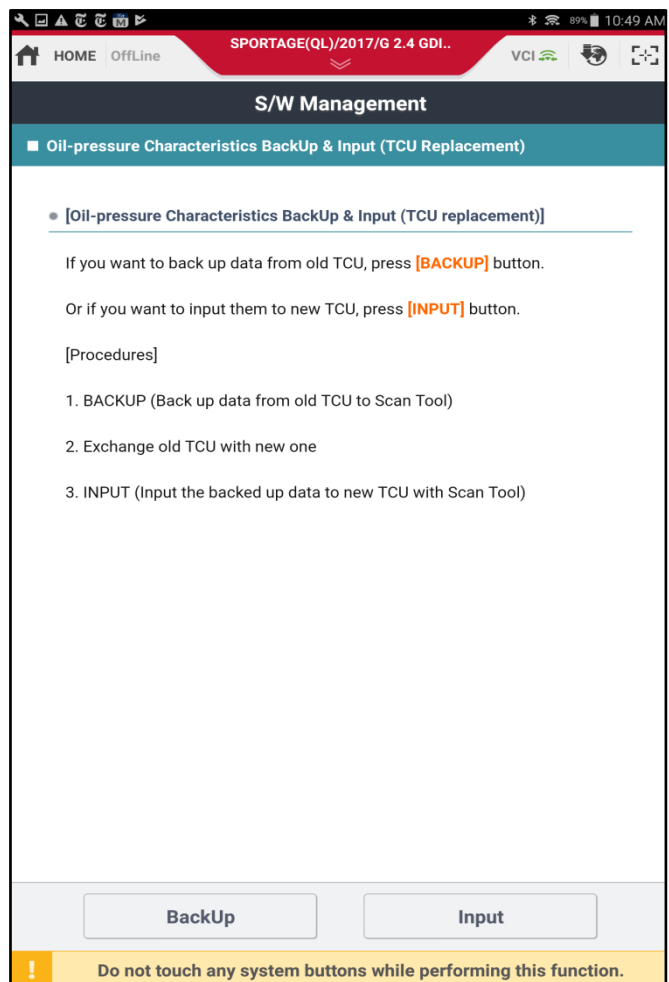 89% 10:49 AM
HOME OffLine
SPORTAGE(QL)/2017/G 2.4 GDI..
VCI
S/W Management
Oil-pressure Characteristics BackUp & Input (TCU Replacement)
[Oil-pressure Characteristics BackUp & Input (TCU replacement)]
If you want to back up data from old TCU, press [BACKUP] button.
Or if you want to input them to new TCU, press [INPUT] button.
[Procedures]
1. BACKUP (Back up data from old TCU to Scan Tool)
2. Exchange old TCU with new one
3. INPUT (Input the backed up data to new TCU with Scan Tool)
BackUp Input
! Do not touch any system buttons while performing this function.